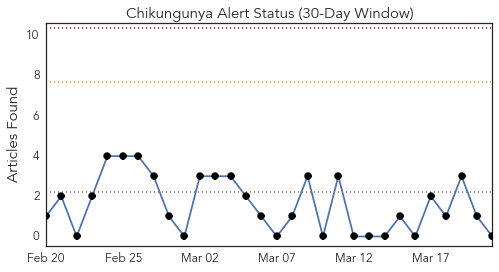 Chikungunya Alert Status (30-Day Window)
Articles Found
10
8
6
4
2
0
Feb 20 Feb 25 Mar 02 Mar 07 Mar 12 Mar 17